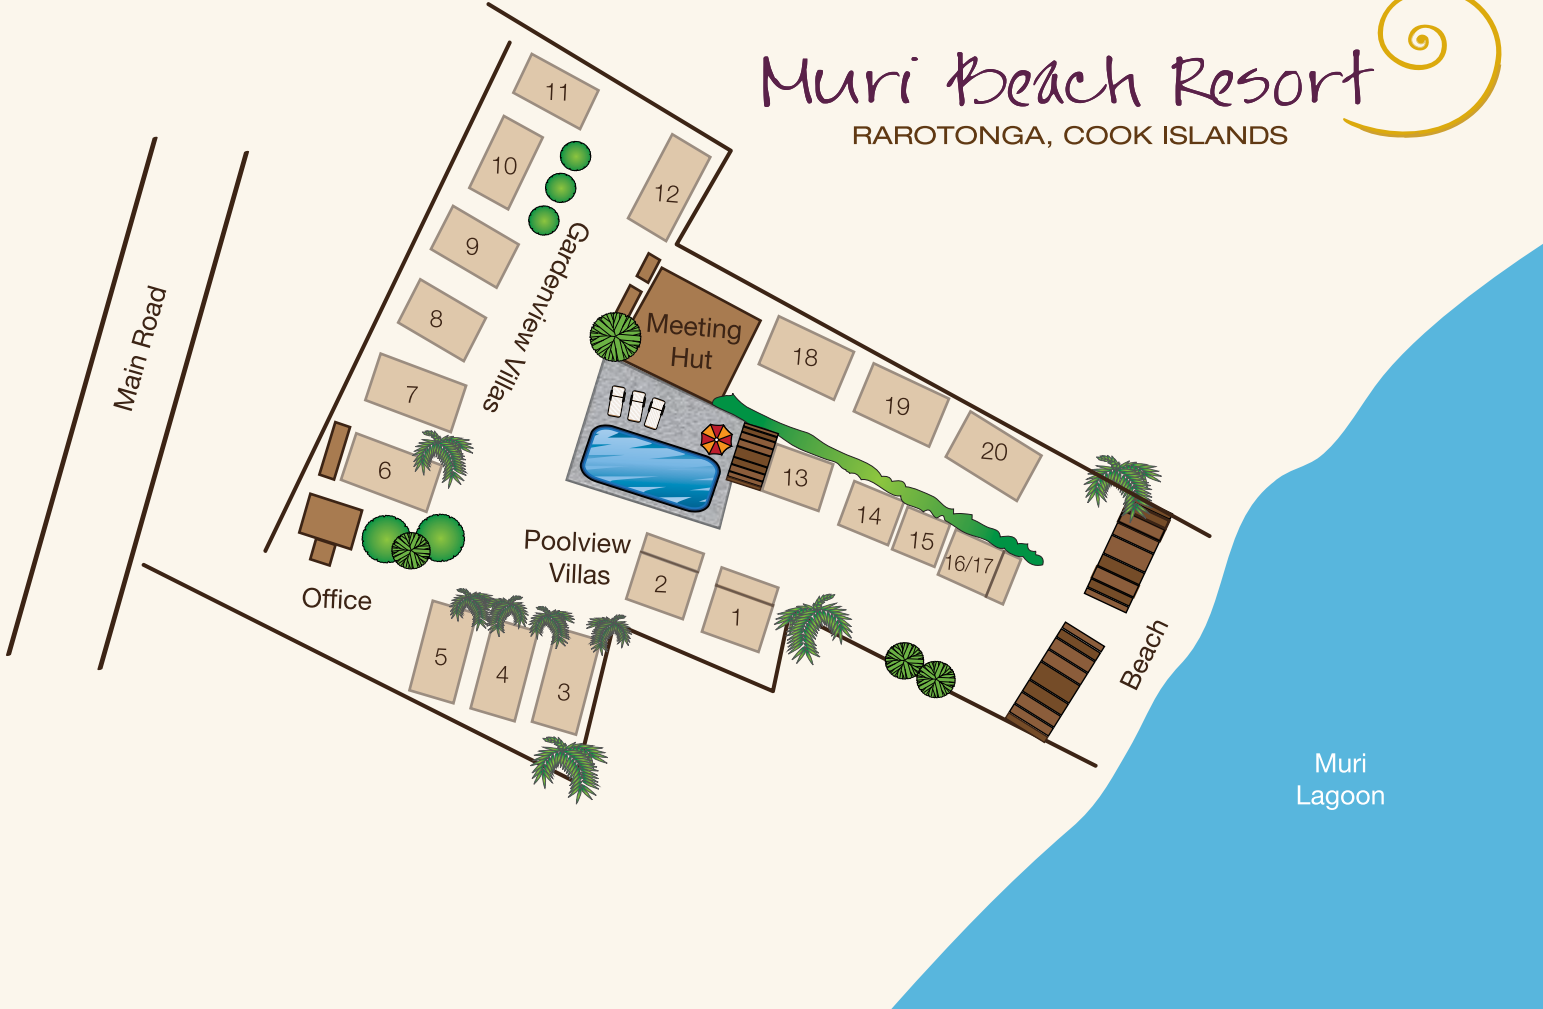 Muri Beach Resort
RAROTONGA, COOK ISLANDS
11
10
12
9
8
7
6
Gardenview Villas
Main Road
Meeting
Hut
18
19
20
13
14
15
16/17
Poolview
Villas
2
1
Office
5
4
3
Beach
Muri
Lagoon